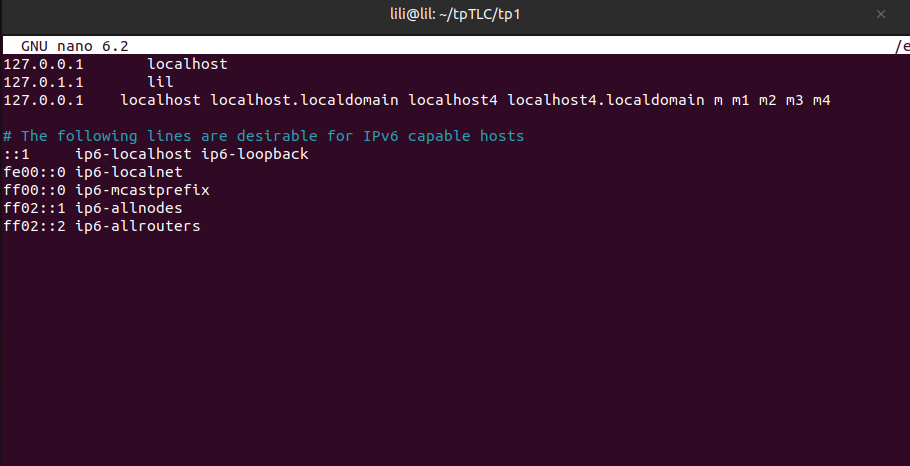 lili@lil: ~/tpTLC/tp1
GNU nano 6.2 /e
127.0.0.1 localhost
127.0.1.1 lil
127.0.0.1 localhost localhost.localdomain localhost4 localhost4.localdomain m m1 m2 m3 m4
# The following lines are desirable for IPv6 capable hosts
::1 ip6-localhost ip6-loopback
fe00::0 ip6-localnet
ff00::0 ip6-mcastprefix
ff02::1 ip6-allnodes
ff02::2 ip6-allrouters